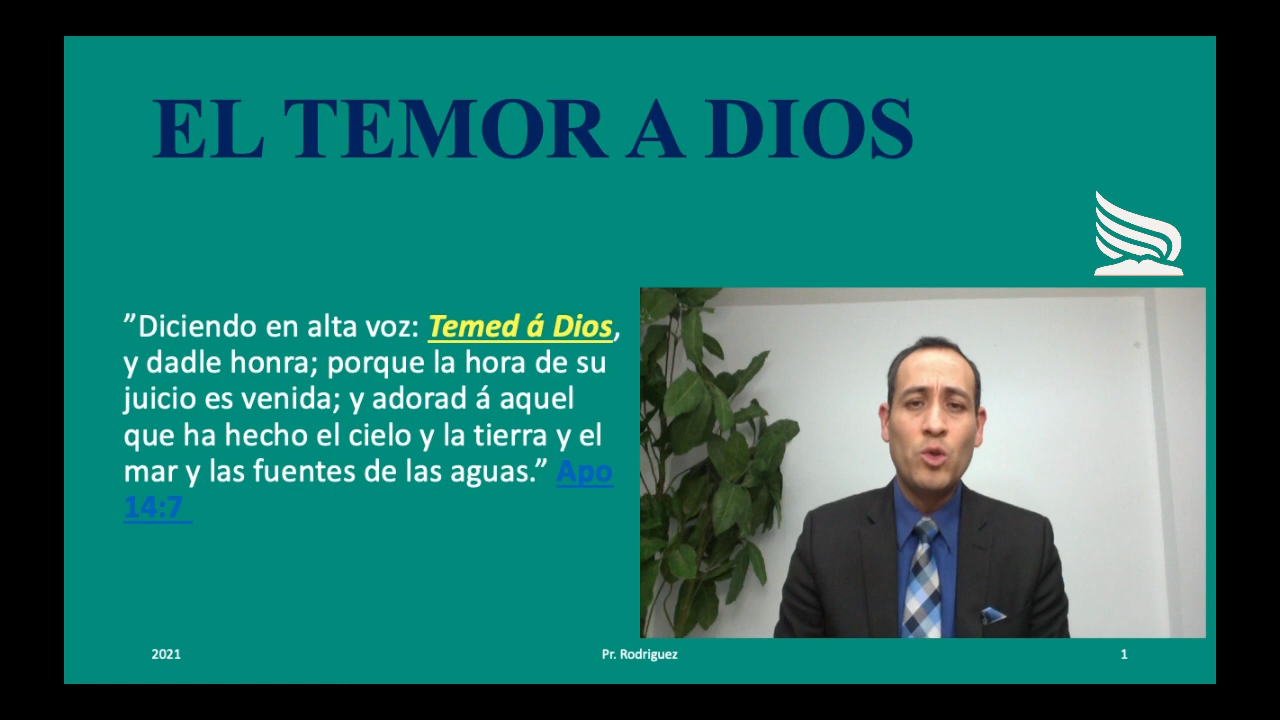 EL TEMOR A DIOS
”Diciendo en alta voz: Temed á Dios,
y dadle honra; porque la hora de su
juicio es venida; y adorad á aquel
que ha hecho el cielo y la tierra y el
mar y las fuentes de las aguas.” Apo
14:7
2021
Pr. Rodriguez
1